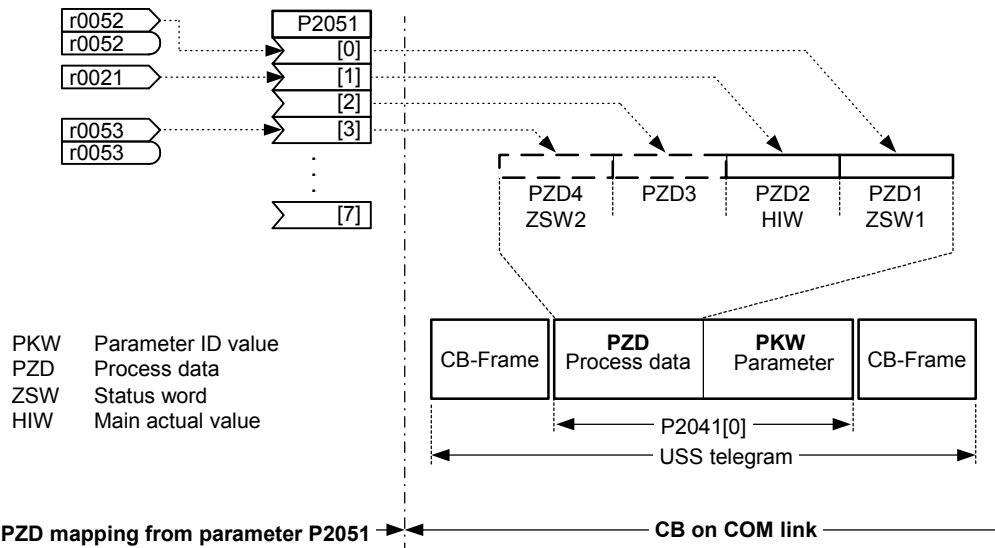 r0052
r0052
r0021
r0053
r0053
P2051
[0]
[1]
[2]
[3]
[7]
PZD4
ZSW2
PZD3
PZD2
HIW
PZD1
ZSW1
PKW Parameter ID value
PZD Process data
ZSW Status word
HIW Main actual value
CB-Frame
PZD
Process data
PKW
Parameter
CB-Frame
P2041[0]
USS telegram
PZD mapping from parameter P2051
CB on COM link